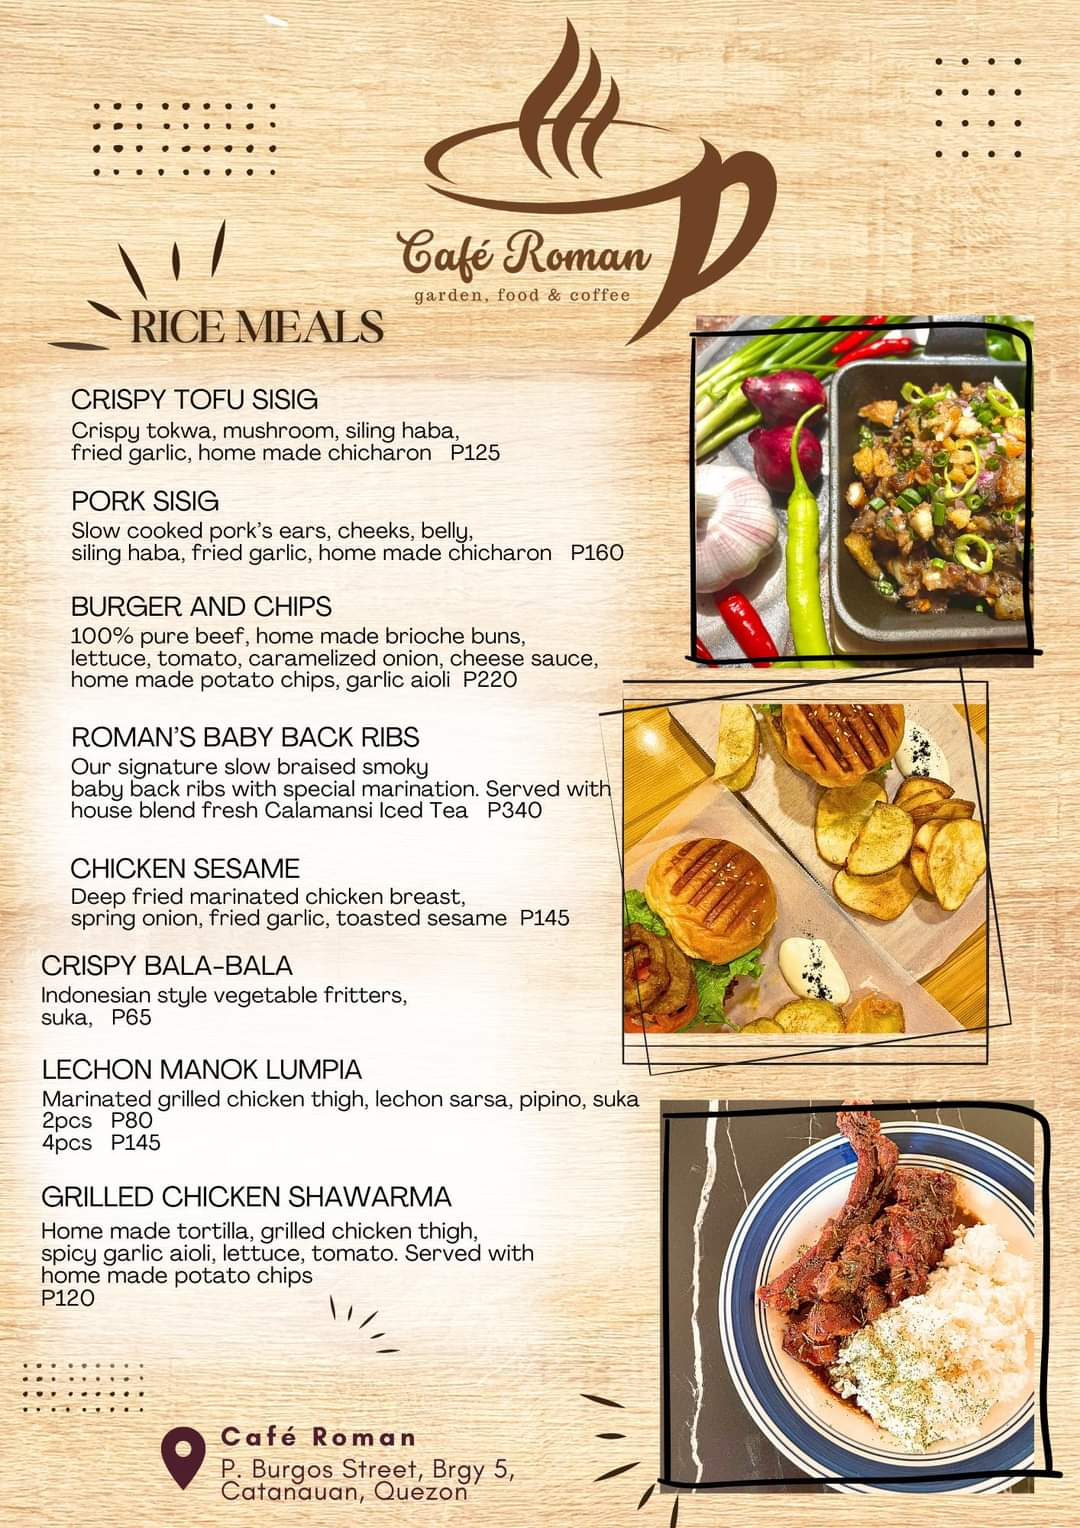 Café Roman
garden, food & coffee
RICE MEALS
CRISPY TOFU SISIG
Crispy tokwa, mushroom, siling haba,
fried garlic, home made chicharon P125
PORK SISIG
Slow cooked pork's ears, cheeks, belly,
siling haba, fried garlic, home made chicharon P160
BURGER AND CHIPS
100% pure beef, home made brioche buns,
lettuce, tomato, caramelized onion, cheese sauce,
home made potato chips, garlic aioli P220
ROMAN'S BABY BACK RIBS
Our signature slow braised smoky
baby back ribs with special marination. Served with
house blend fresh Calamansi Iced Tea P340
CHICKEN SESAME
Deep fried marinated chicken breast,
spring onion, fried garlic, toasted sesame P145
CRISPY BALA-BALA
Indonesian style vegetable fritters,
suka, P65
LECHON MANOK LUMPIA
Marinated grilled chicken thigh, lechon sarsa, pipino, suka
2pcs P80
4pcs P145
GRILLED CHICKEN SHAWARMA
Home made tortilla, grilled chicken thigh,
spicy garlic aioli, lettuce, tomato. Served with
home made potato chips
P120
Café Roman
P. Burgos Street, Brgy 5,
Catanauan, Quezon